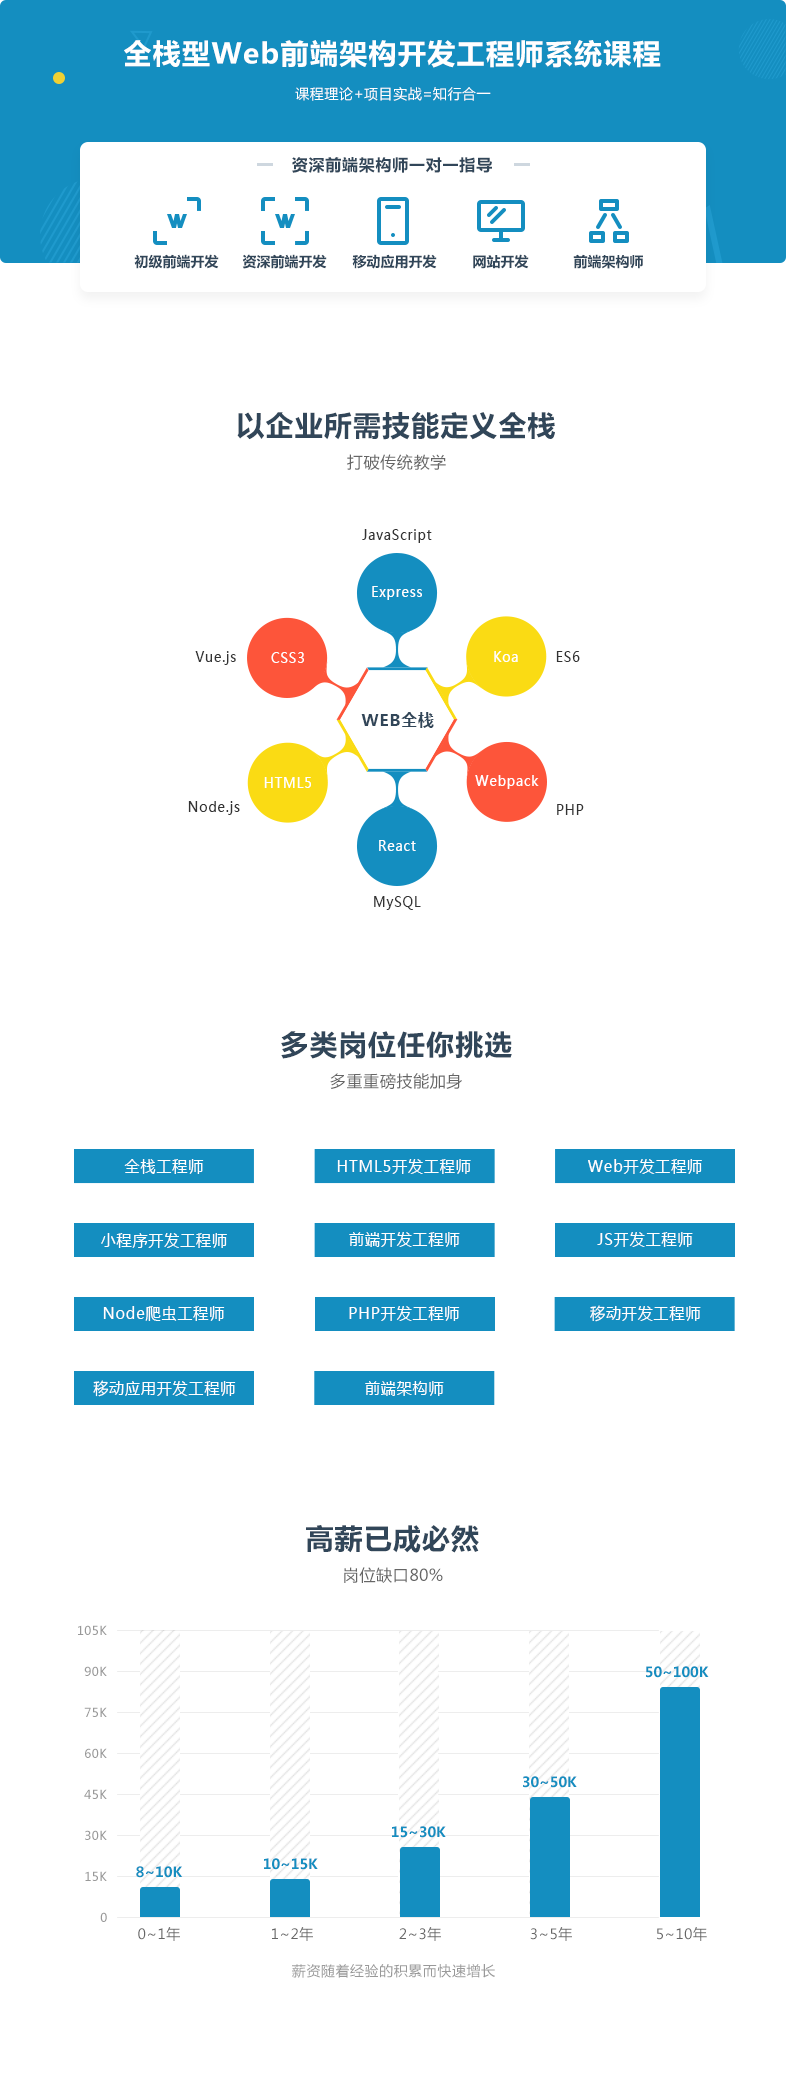 全栈型Web前端架构开发工程师系统课程
课程理论+项目实战=知行合一
资深前端架构师一对一指导
W
W
初级前端开发 资深前端开发 移动应用开发 网站开发 前端架构师
以企业所需技能定义全栈
打破传统教学
JavaScript
Express
Vue.js CSS3 Koa ES6
WEB全栈
HTML5 Webpack
Node.js PHP
React
MySQL
多类岗位任你挑选
多重重磅技能加身
全栈工程师 HTML5开发工程师 Web开发工程师
小程序开发工程师 前端开发工程师 JS开发工程师
Node爬虫工程师 PHP开发工程师 移动开发工程师
移动应用开发工程师 前端架构师
高薪已成必然
岗位缺口80%
105K
90K 50~100K
75K
60K
45K 30~50K
30K 15~30K
15K 8~10K 10~15K
0
0~1年 1~2年 2~3年 3~5年 5~10年
薪资随着经验的积累而快速增长